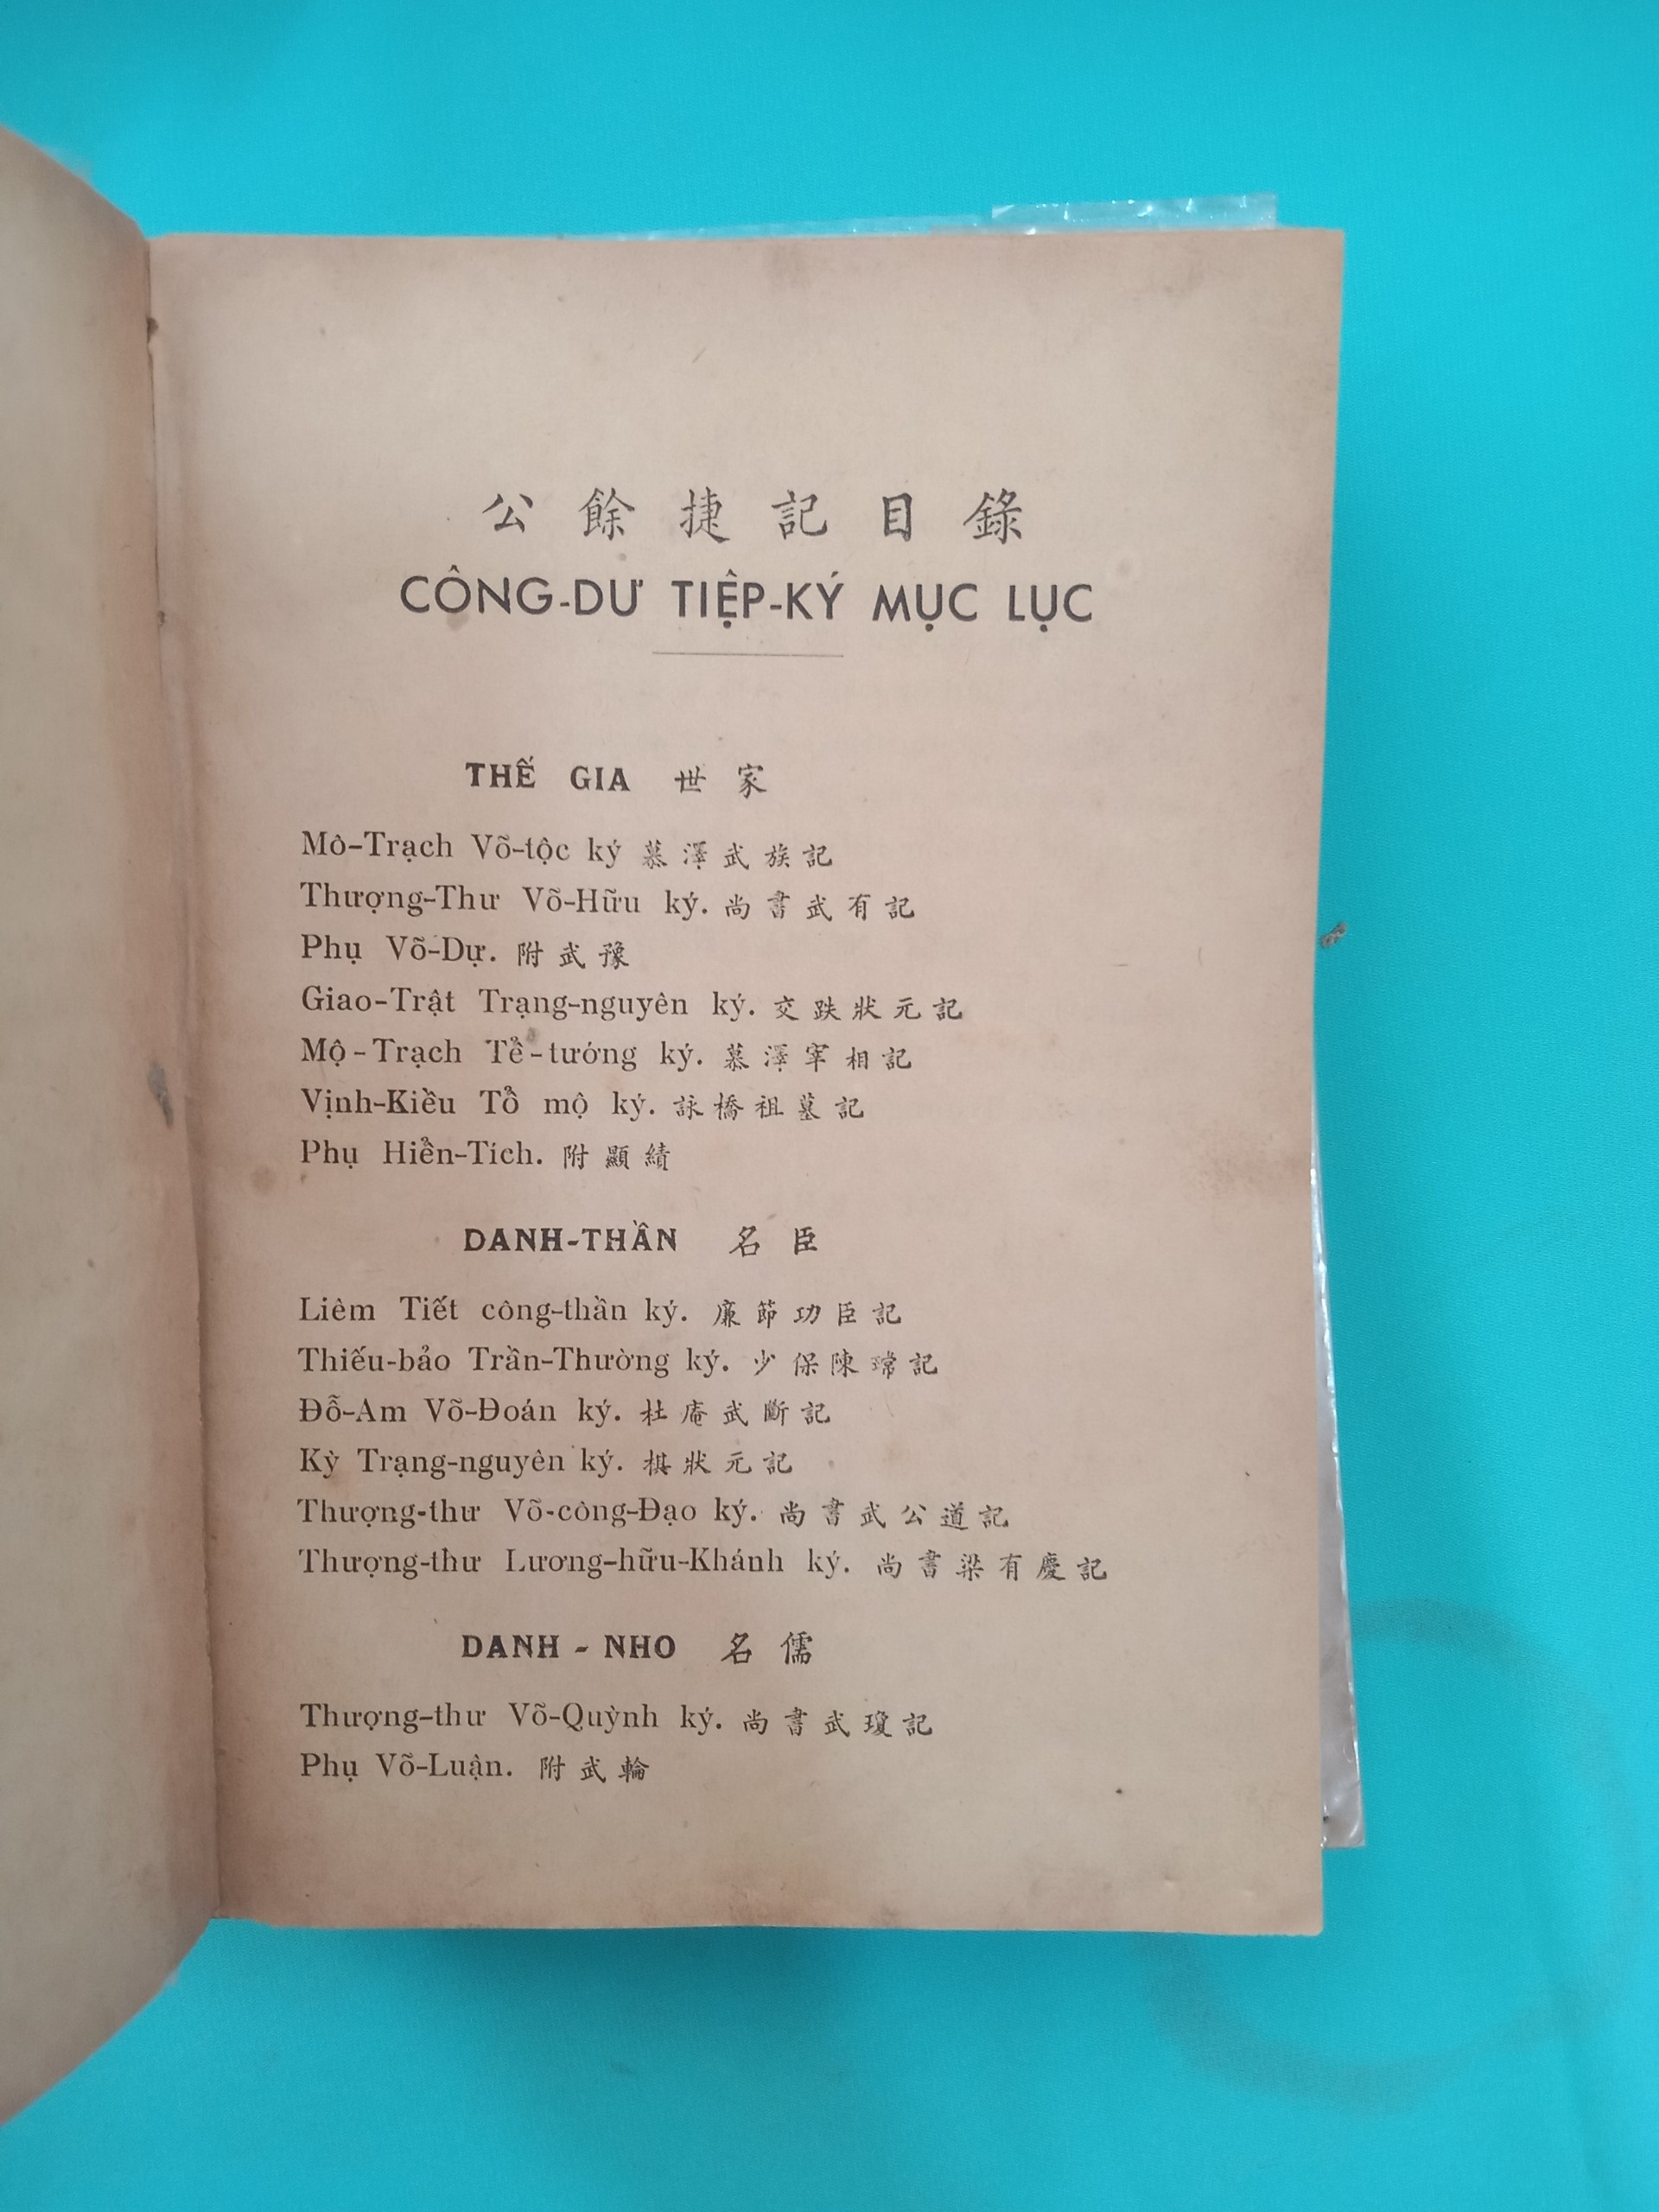 公餘捷記目錄
CÔNG-DƯ TIỆP-KÝ MỤC LỤC
THẾ GIA 世家
Mô-Trạch Võ-tộc ký 慕澤武族記
Thượng-Thư Võ-Hữu ký. 尚書武有記
Phụ Võ-Dự. 附武豫
Giao-Trật Trạng-nguyên ký. 交跌狀元記
Mộ-Trạch Tể-tướng ký. 慕澤宰相記
Vịnh-Kiều Tổ mộ ký. 詠橋祖墓記
Phụ Hiển-Tích. 附顯績
DANH-THẦN 名臣
Liêm Tiết công-thần ký. 廉節功臣記
Thiếu-bảo Trần-Thường ký. 少保陳瑺記
Đỗ-Am Võ-Đoán ký. 杜庵武斷記
Kỳ Trạng-nguyên ký. 棋狀元記
Thượng-thư Võ-công-Đạo ký. 尚書武公道記
Thượng-thư Lương-hữu-Khánh ký. 尚書梁有慶記
DANH - NHO 名儒
Thượng-thư Võ-Quỳnh ký. 尚書武瓊記
Phụ Võ-Luận. 附武輪